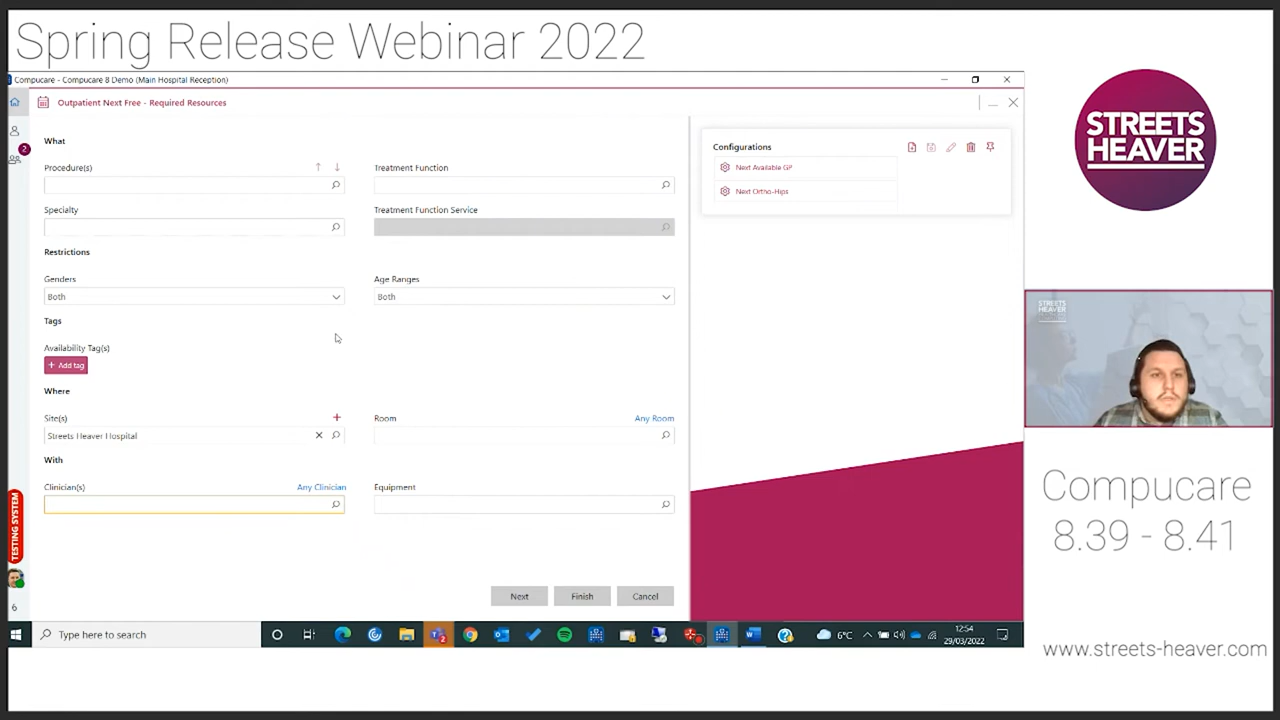 Spring Release Webinar 2022
Compucare - Compucare 8 Demo (Main Hospital Reception)
Outpatient Next Free - Required Resources
What
Procedure(s)
Treatment Function
Specialty
Treatment Function Service
Restrictions
Genders
Age Ranges
Both
Both
Tags
Availability Tag(s)
+ Add tag
Where
Site(s)
Room
Any Room
Streets Heaver Hospital
With
Clinician(s)
Any Clinician
Equipment
Next
Finish
Cancel
Configurations
Next Available GP
Next Ortho-Hips
2
TESTING SYSTEM
6
Type here to search
6°C
12:54
29/03/2022
STREETS
HEAVER
STREETS
HEAVER
Compucare
8.39 - 8.41
www.streets-heaver.com